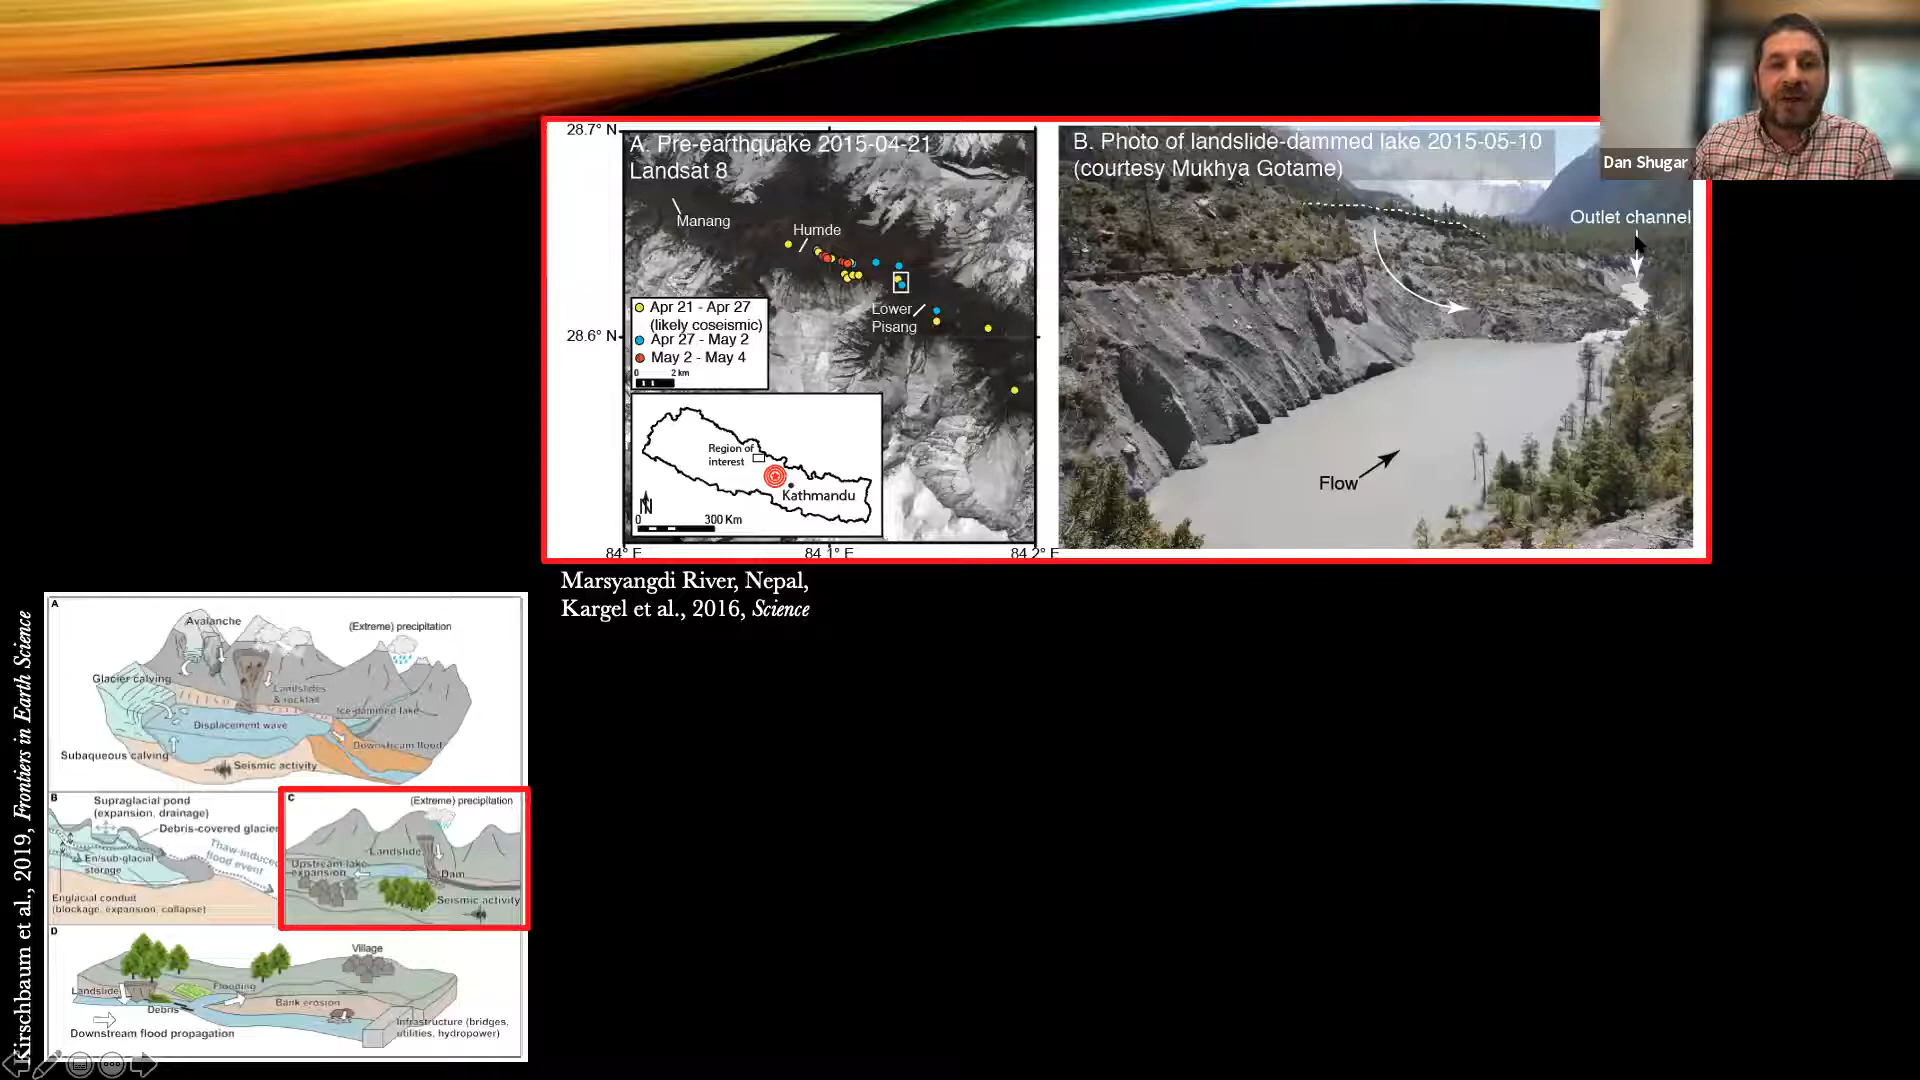 Dan Shugar
28.7° N
A. Pre-earthquake 2015-04-21
Landsat 8
Manang
Humde
Lower
Pisang
Apr 21 - Apr 27
(likely coseismic)
Apr 27 - May 2
May 2 - May 4
0 2 km
28.6° N
Region of
interest
Kathmandu
N
0 300 Km
84° E 84.1° E 84.2° E
B. Photo of landslide-dammed lake 2015-05-10
(courtesy Mukhya Gotame)
Outlet channel
Flow
Marsyangdi River, Nepal,
Kargel et al., 2016, Science
Kirschbaum et al., 2019, Frontiers in Earth Science
A
Avalanche
(Extreme) precipitation
Glacier calving
Landslides
& rockfall
Ice-dammed lake
Displacement wave
Downstream flood
Subaqueous calving
Seismic activity
B
Supraglacial pond
(expansion, drainage)
Debris-covered glacier
Thaw-induced
flood event
En/sub-glacial
storage
Englacial conduit
(blockage, expansion, collapse)
C
(Extreme) precipitation
Landslide
Upstream lake
expansion
Dam
Seismic activity
D
Village
Landslide
Flooding
Debris
Bank erosion
Downstream flood propagation
Infrastructure (bridges,
utilities, hydropower)